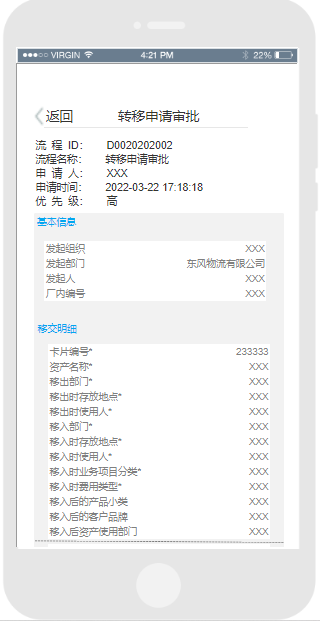 VIRGIN 4:21 PM 22%
返回 转移申请审批
流 程 ID: D0020202002
流程名称: 转移申请审批
申 请 人: XXX
申请时间: 2022-03-22 17:18:18
优 先 级: 高
基本信息
发起组织 XXX
发起部门 东风物流有限公司
发起人 XXX
厂内编号 XXX
移交明细
卡片编号* 233333
资产名称* XXX
移出部门* XXX
移出时存放地点* XXX
移出时使用人* XXX
移入部门* XXX
移入时存放地点* XXX
移入时使用人* XXX
移入时业务项目分类* XXX
移入时费用类型* XXX
移入后的产品小类 XXX
移入后的客户品牌 XXX
移入后资产使用部门 XXX